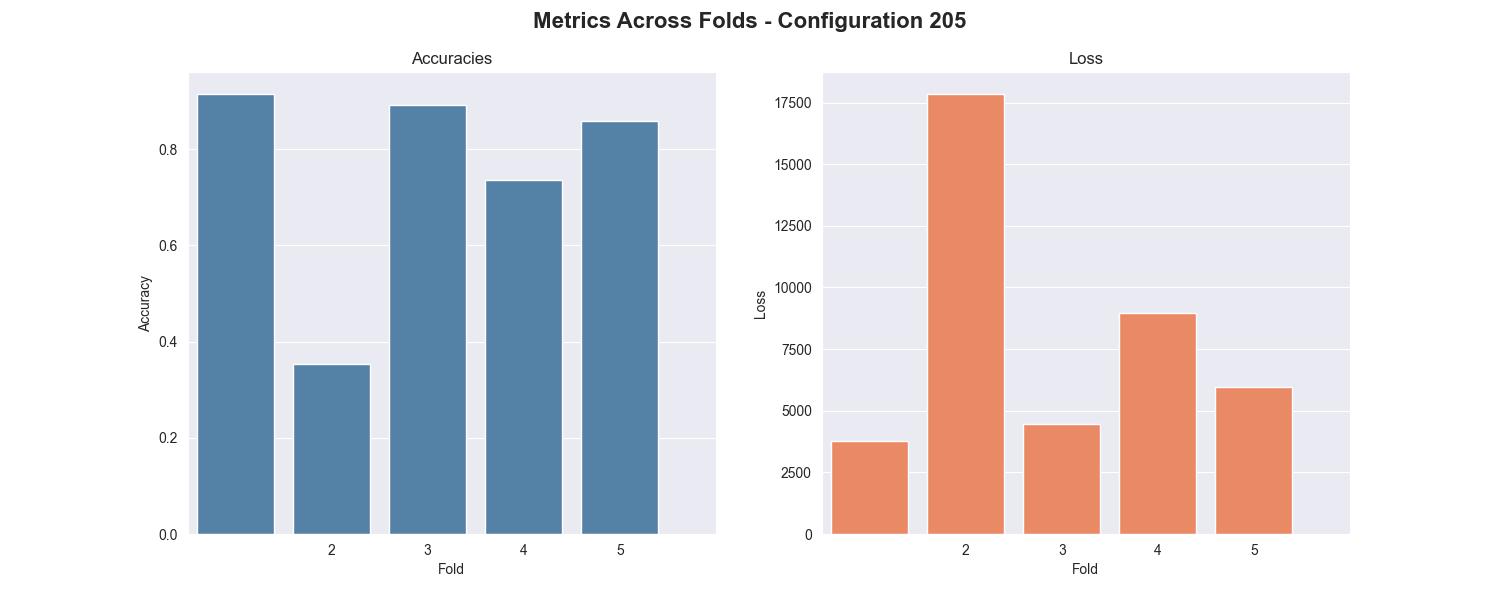 Metrics Across Folds - Configuration 205
Accuracies
0.8
0.6
0.4
0.2
0.0
Accuracy
2 3 4 5
Fold
Loss
17500
15000
12500
10000
7500
5000
2500
0
Loss
2 3 4 5
Fold